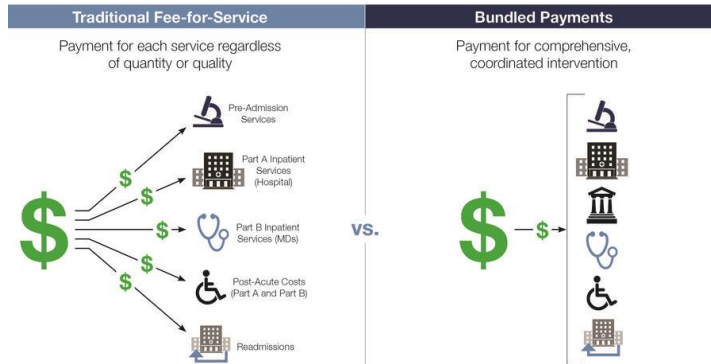 Traditional Fee-for-Service
Payment for each service regardless
of quantity or quality
Pre-Admission
Services
Part A Inpatient
Services
(Hospital)
Part B Inpatient
Services (MDs)
Post-Acute Costs
(Part A and Part B)
Readmissions
$
$
$
$
$
$
vs.
Bundled Payments
Payment for comprehensive,
coordinated intervention
$
$